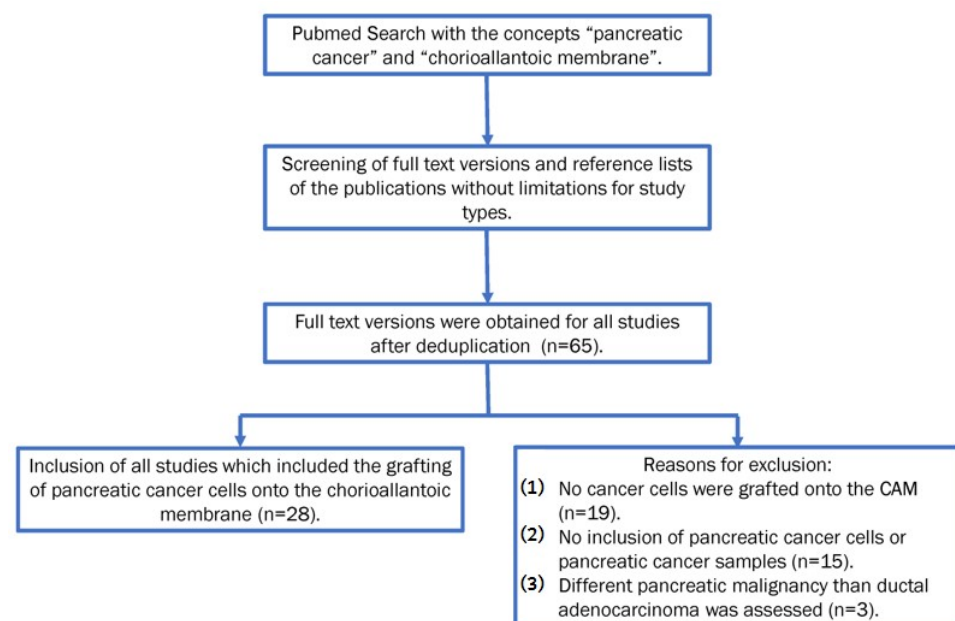 Pubmed Search with the concepts “pancreatic
cancer” and “chorioallantoic membrane”.
Screening of full text versions and reference lists
of the publications without limitations for study
types.
Full text versions were obtained for all studies
after deduplication (n=65).
Inclusion of all studies which included the grafting
of pancreatic cancer cells onto the chorioallantoic
membrane (n=28).
Reasons for exclusion:
(1) No cancer cells were grafted onto the CAM
(n=19).
(2) No inclusion of pancreatic cancer cells or
pancreatic cancer samples (n=15).
(3) Different pancreatic malignancy than ductal
adenocarcinoma was assessed (n=3).